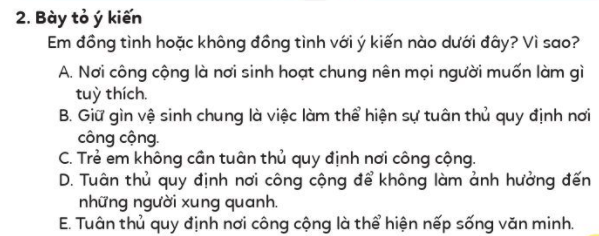 2. Bày tỏ ý kiến
Em đồng tình hoặc không đồng tình với ý kiến nào dưới đây? Vì sao?
A. Nơi công cộng là nơi sinh hoạt chung nên mọi người muốn làm gì
tuỳ thích.
B. Giữ gìn vệ sinh chung là việc làm thể hiện sự tuân thủ quy định nơi
công cộng.
C. Trẻ em không cần tuân thủ quy định nơi công cộng.
D. Tuân thủ quy định nơi công cộng để không làm ảnh hưởng đến
những người xung quanh.
E. Tuân thủ quy định nơi công cộng là thể hiện nếp sống văn minh.